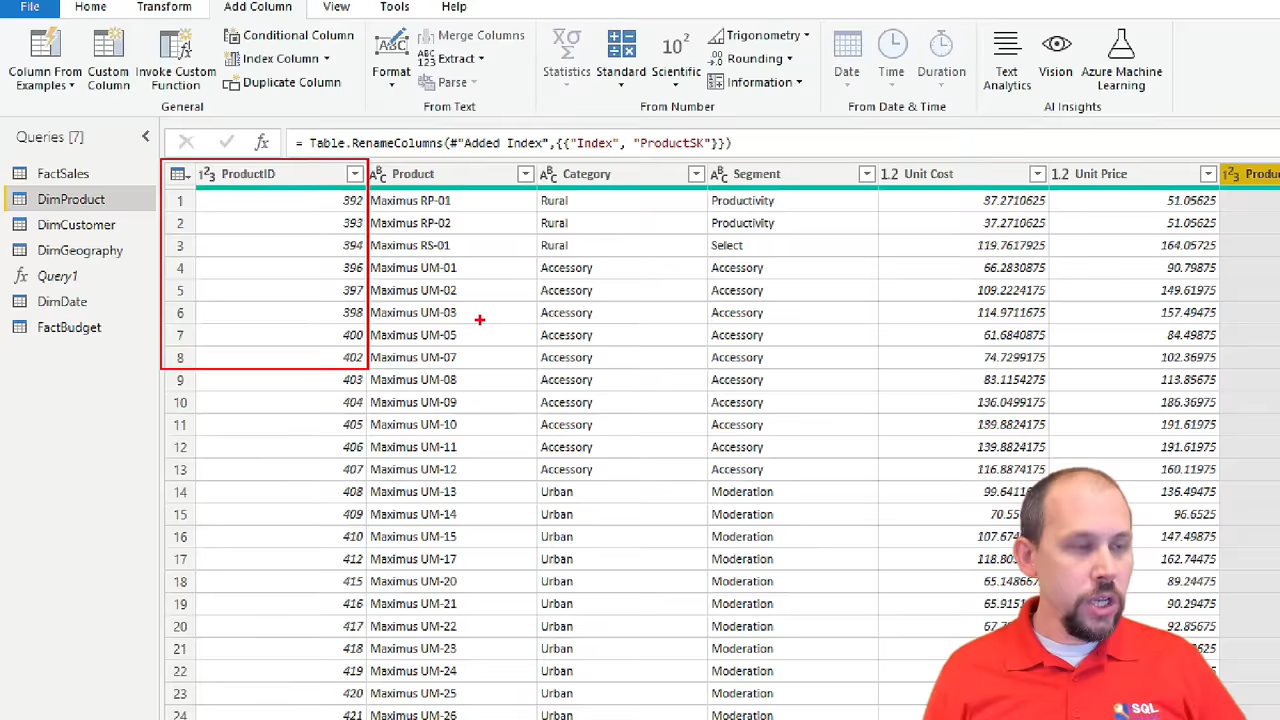 File Home Transform Add Column View Tools Help
Column From Examples
Custom Column
Invoke Custom Function
Conditional Column
Index Column
Duplicate Column
General
Format
Merge Columns
Extract
Parse
From Text
Statistics
Standard
Scientific
Trigonometry
Rounding
Information
From Number
Date
Time
Duration
From Date & Time
Text Analytics
Vision
Azure Machine Learning
AI Insights
Queries [7]
FactSales
DimProduct
DimCustomer
DimGeography
Query1
DimDate
FactBudget
= Table.RenameColumns(#"Added Index",{{"Index", "ProductSK"}})
ProductID Product Category Segment Unit Cost Unit Price
1 392 Maximus RP-01 Rural Productivity 37.2710625 51.05625
2 393 Maximus RP-02 Rural Productivity 37.2710625 51.05625
3 394 Maximus RS-01 Rural Select 119.7617925 164.05725
4 396 Maximus UM-01 Accessory Accessory 66.2830875 90.79875
5 397 Maximus UM-02 Accessory Accessory 109.2224175 149.61975
6 398 Maximus UM-03 Accessory Accessory 114.9711675 157.49475
7 400 Maximus UM-05 Accessory Accessory 61.6840875 84.49875
8 402 Maximus UM-07 Accessory Accessory 74.7299175 102.36975
9 403 Maximus UM-08 Accessory Accessory 83.1154275 113.85675
10 404 Maximus UM-09 Accessory Accessory 136.0499175 186.36975
11 405 Maximus UM-10 Accessory Accessory 139.8824175 191.61975
12 406 Maximus UM-11 Accessory Accessory 139.8824175 191.61975
13 407 Maximus UM-12 Accessory Accessory 116.8874175 160.11975
14 408 Maximus UM-13 Urban Moderation 136.49475
15 409 Maximus UM-14 Urban Moderation 96.6525
16 410 Maximus UM-15 Urban Moderation 147.49875
17 412 Maximus UM-17 Urban Moderation 162.74475
18 415 Maximus UM-20 Urban Moderation 89.24475
19 416 Maximus UM-21 Urban Moderation 90.29475
20 417 Maximus UM-22 Urban Moderation 92.85675
21 418 Maximus UM-23 Urban Moderation
22 419 Maximus UM-24 Urban Moderation
23 420 Maximus UM-25 Urban Moderation
24 421 Maximus UM-26 Urban Moderation
SQL